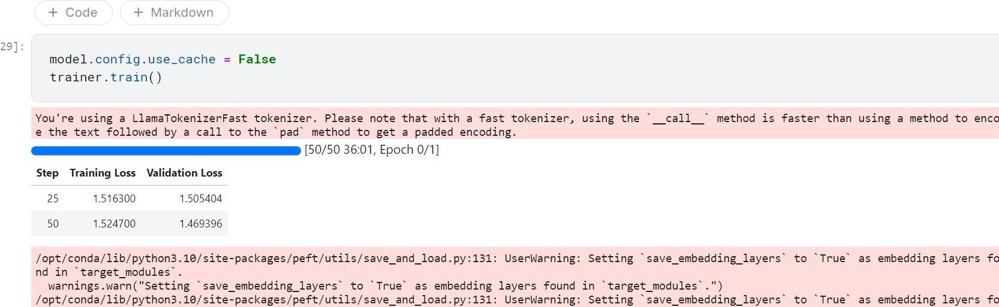 + Code + Markdown
29]:
model.config.use_cache = False
trainer.train()
You're using a LlamaTokenizerFast tokenizer. Please note that with a fast tokenizer, using the `__call__` method is faster than using a method to enco
e the text followed by a call to the `pad` method to get a padded encoding.
[50/50 36:01, Epoch 0/1]
Step Training Loss Validation Loss
25 1.516300 1.505404
50 1.524700 1.469396
/opt/conda/lib/python3.10/site-packages/peft/utils/save_and_load.py:131: UserWarning: Setting `save_embedding_layers` to `True` as embedding layers fo
nd in `target_modules`.
warnings.warn("Setting `save_embedding_layers` to `True` as embedding layers found in `target_modules`.")
/opt/conda/lib/python3.10/site-packages/peft/utils/save_and_load.py:131: UserWarning: Setting `save_embedding_layers` to `True` as embedding layers fo